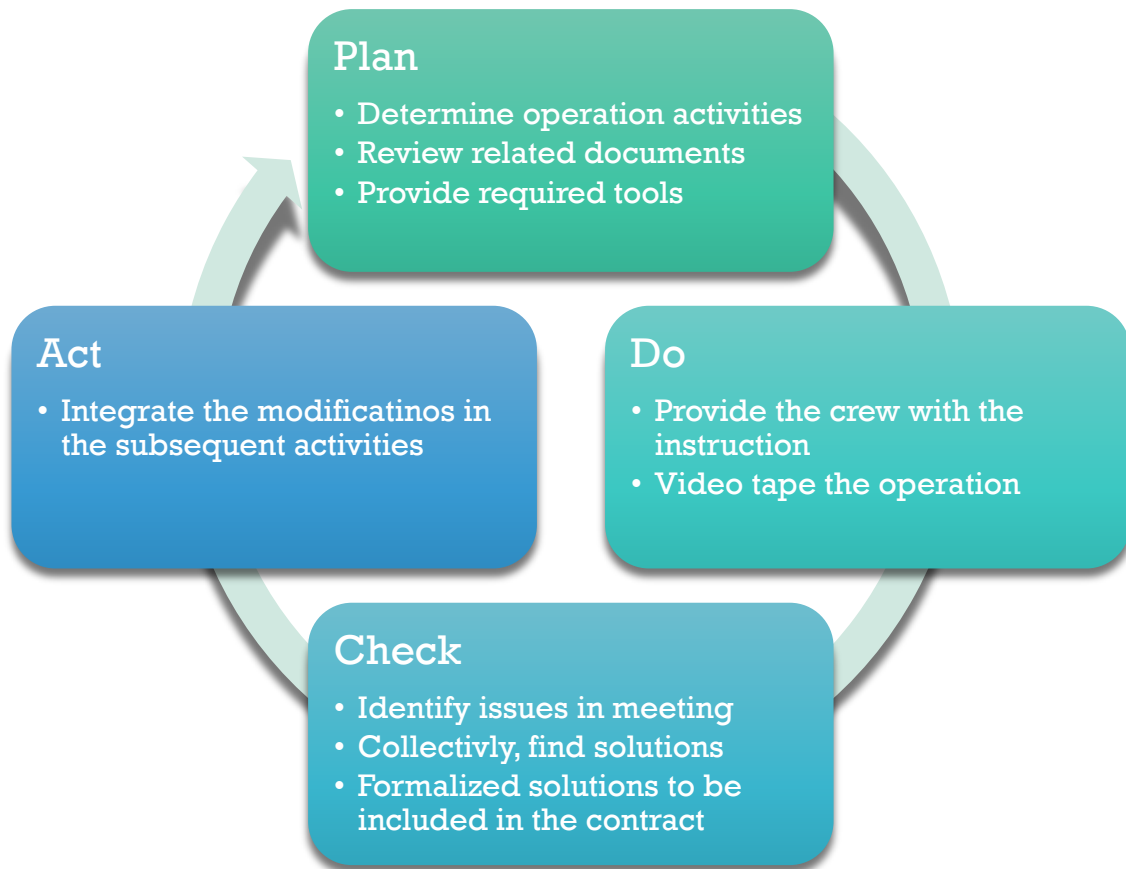 Plan
• Determine operation activities
• Review related documents
• Provide required tools
Act
• Integrate the modificatinos in
the subsequent activities
Do
• Provide the crew with the
instruction
• Video tape the operation
Check
• Identify issues in meeting
• Collectivly, find solutions
• Formalized solutions to be
included in the contract